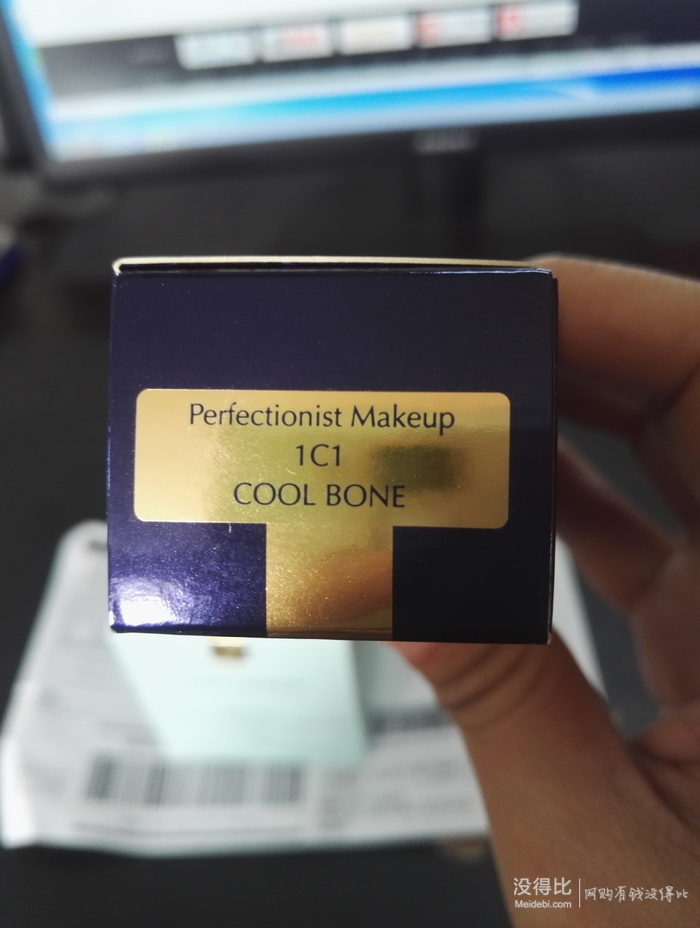 Perfectionist Makeup
1C1
COOL BONE
没得比
Meidebi.com
网购有钱没得比